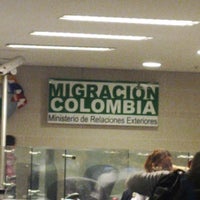 MIGRACIÓN
COLOMBIA
Ministerio de Relaciones Exteriores